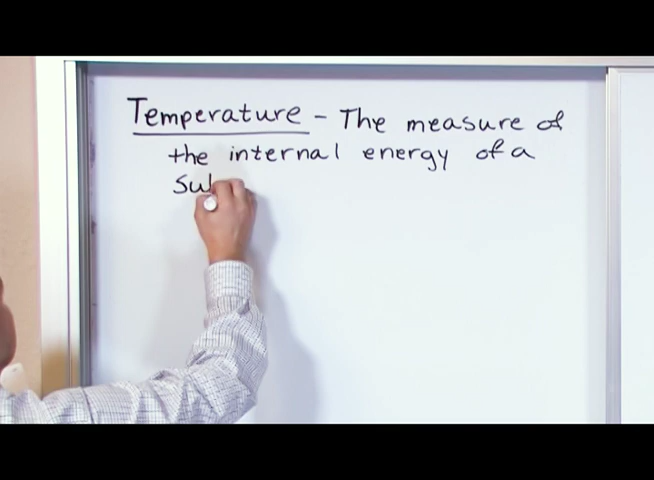 Temperature - The measure of
the internal energy of a